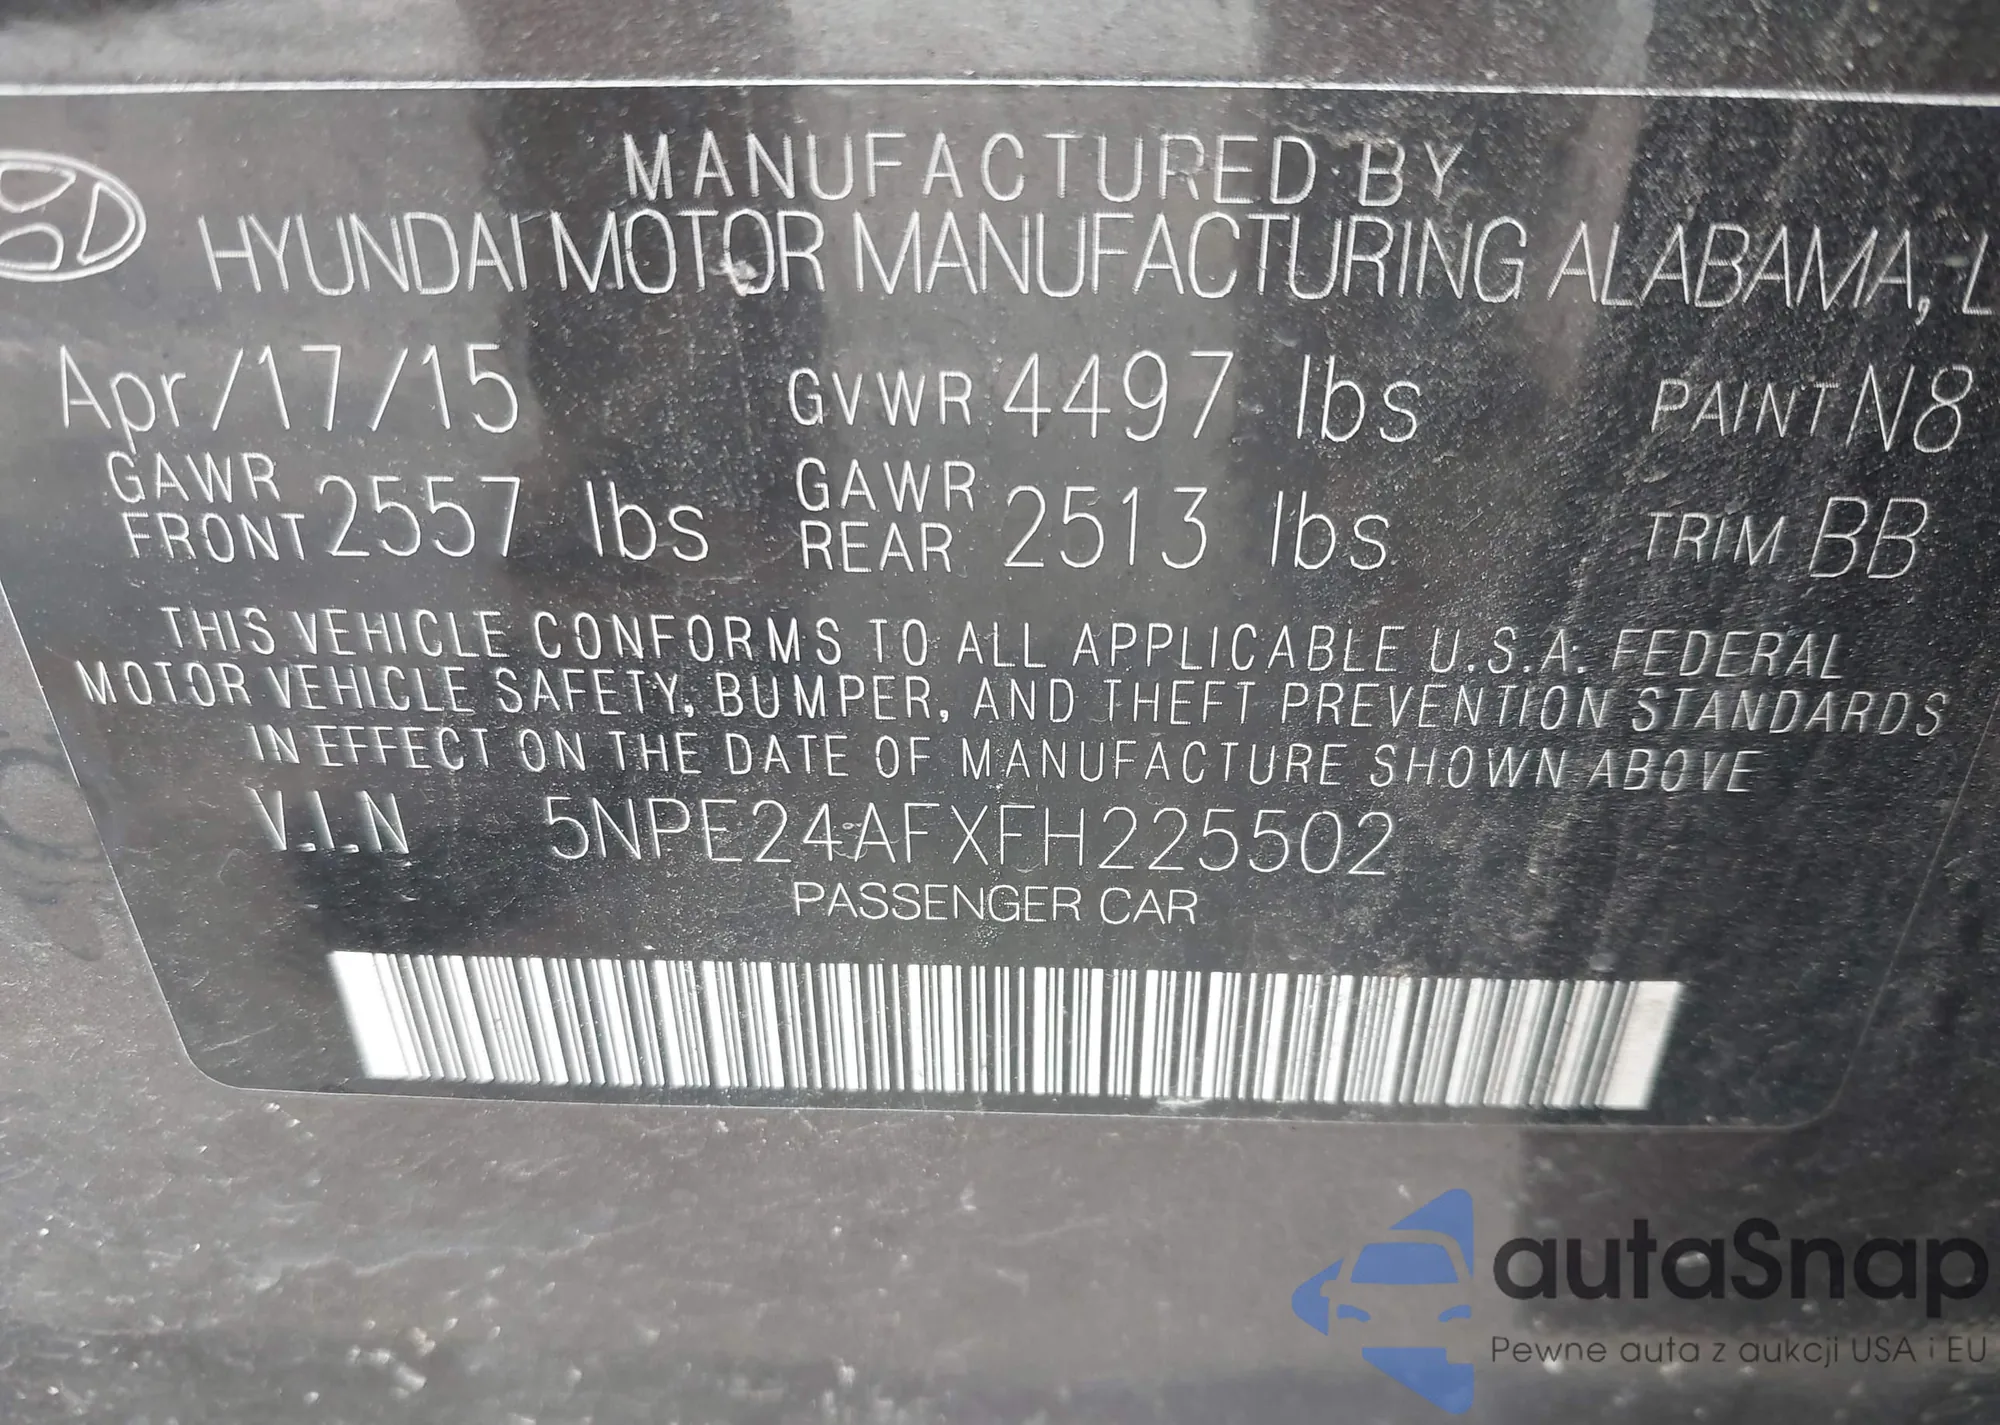 MANUFACTURED BY
HYUNDAI MOTOR MANUFACTURING ALABAMA, L
Apr/17/15 GVWR 4497 lbs PAINT N8
GAWR FRONT 2557 lbs GAWR REAR 2513 lbs TRIM BB
THIS VEHICLE CONFORMS TO ALL APPLICABLE U.S.A. FEDERAL
MOTOR VEHICLE SAFETY, BUMPER, AND THEFT PREVENTION STANDARDS
IN EFFECT ON THE DATE OF MANUFACTURE SHOWN ABOVE
V.I.N 5NPE24AFXFH225502
PASSENGER CAR
autaSnap
Pewne auta z aukcji USA i EU